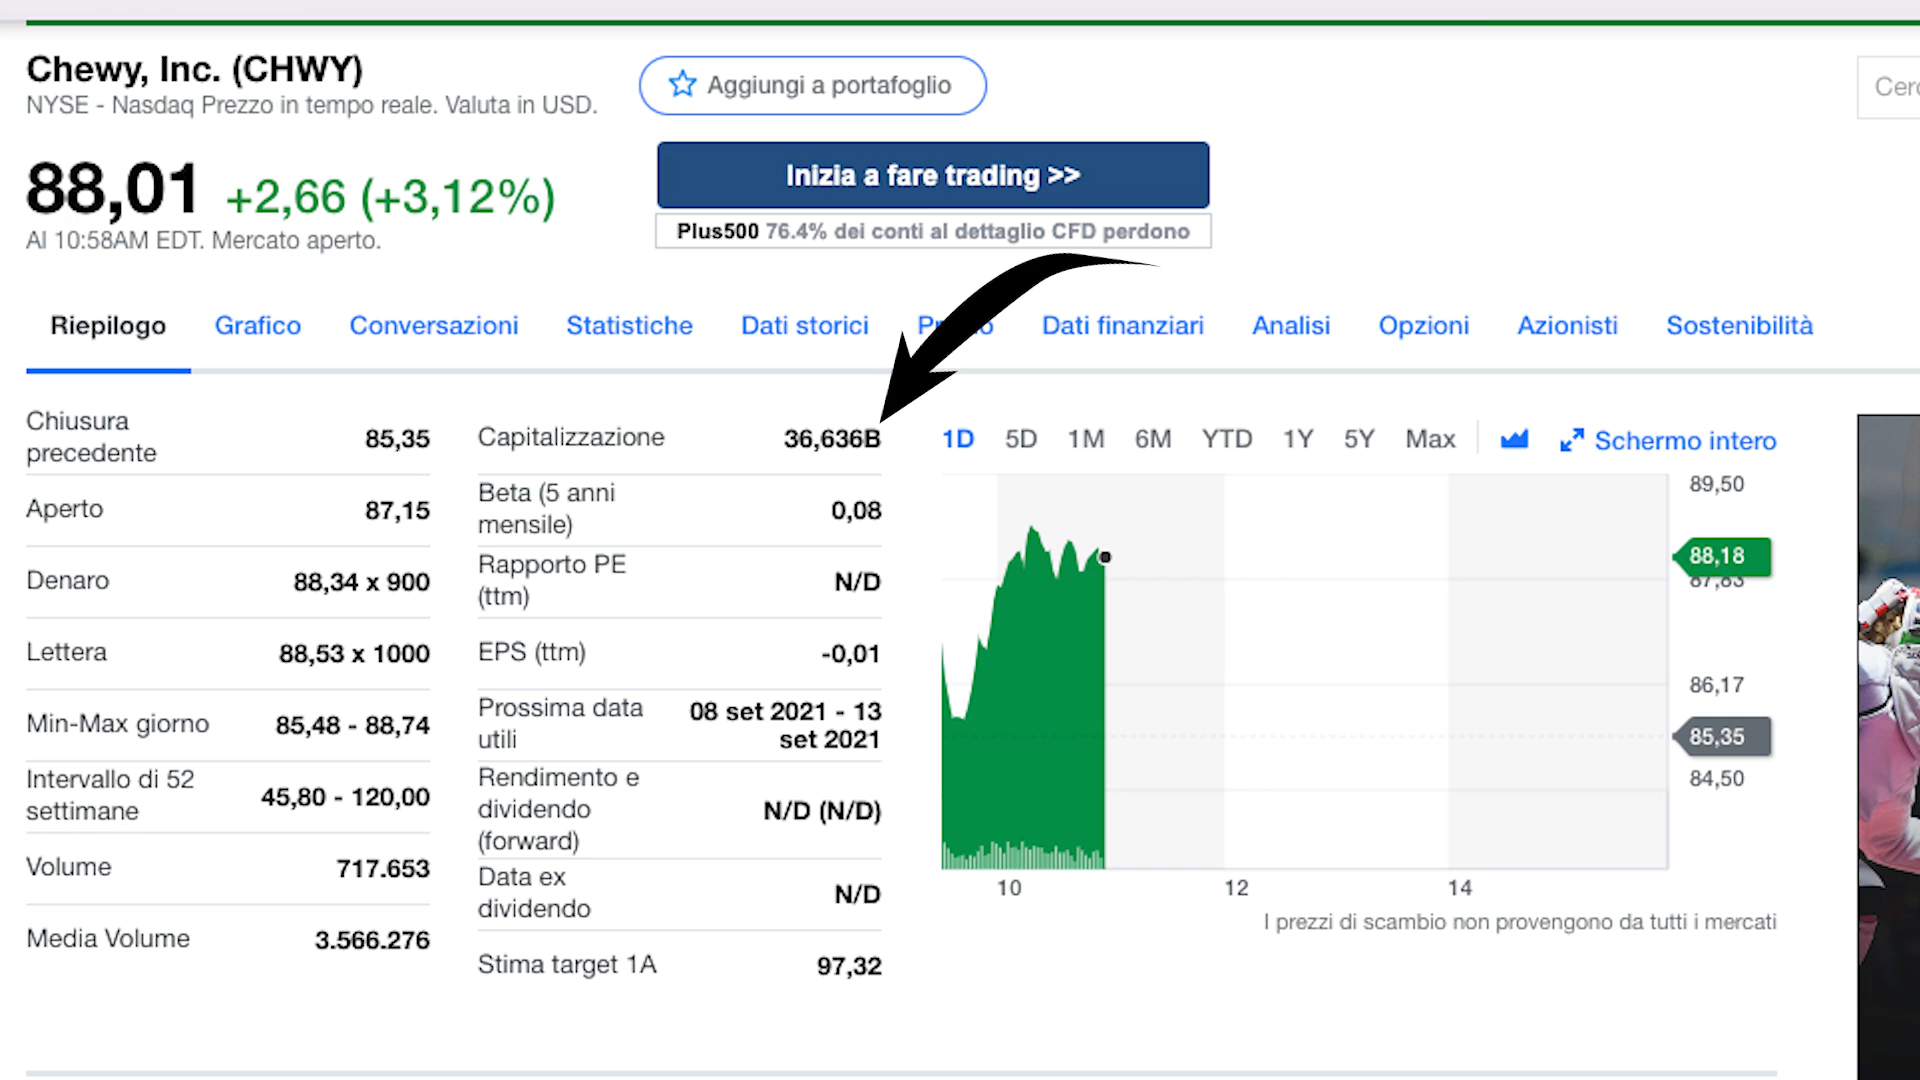 Chewy, Inc. (CHWY)
NYSE - Nasdaq Prezzo in tempo reale. Valuta in USD.
Aggiungi a portafoglio
88,01 +2,66 (+3,12%)
Al 10:58AM EDT. Mercato aperto.
Inizia a fare trading >>
Plus500 76.4% dei conti al dettaglio CFD perdono
Riepilogo Grafico Conversazioni Statistiche Dati storici Dati finanziari Analisi Opzioni Azionisti Sostenibilità
Chiusura
precedente 85,35
Aperto 87,15
Denaro 88,34 x 900
Lettera 88,53 x 1000
Min-Max giorno 85,48 - 88,74
Intervallo di 52
settimane 45,80 - 120,00
Volume 717.653
Media Volume 3.566.276
Capitalizzazione 36,636B
Beta (5 anni
mensile) 0,08
Rapporto PE
(ttm) N/D
EPS (ttm) -0,01
Prossima data 08 set 2021 - 13
utili set 2021
Rendimento e
dividendo N/D (N/D)
(forward)
Data ex
dividendo N/D
Stima target 1A 97,32
1D 5D 1M 6M YTD 1Y 5Y Max Schermo intero
89,50
88,18
87,83
86,17
85,35
84,50
10 12 14
I prezzi di scambio non provengono da tutti i mercati